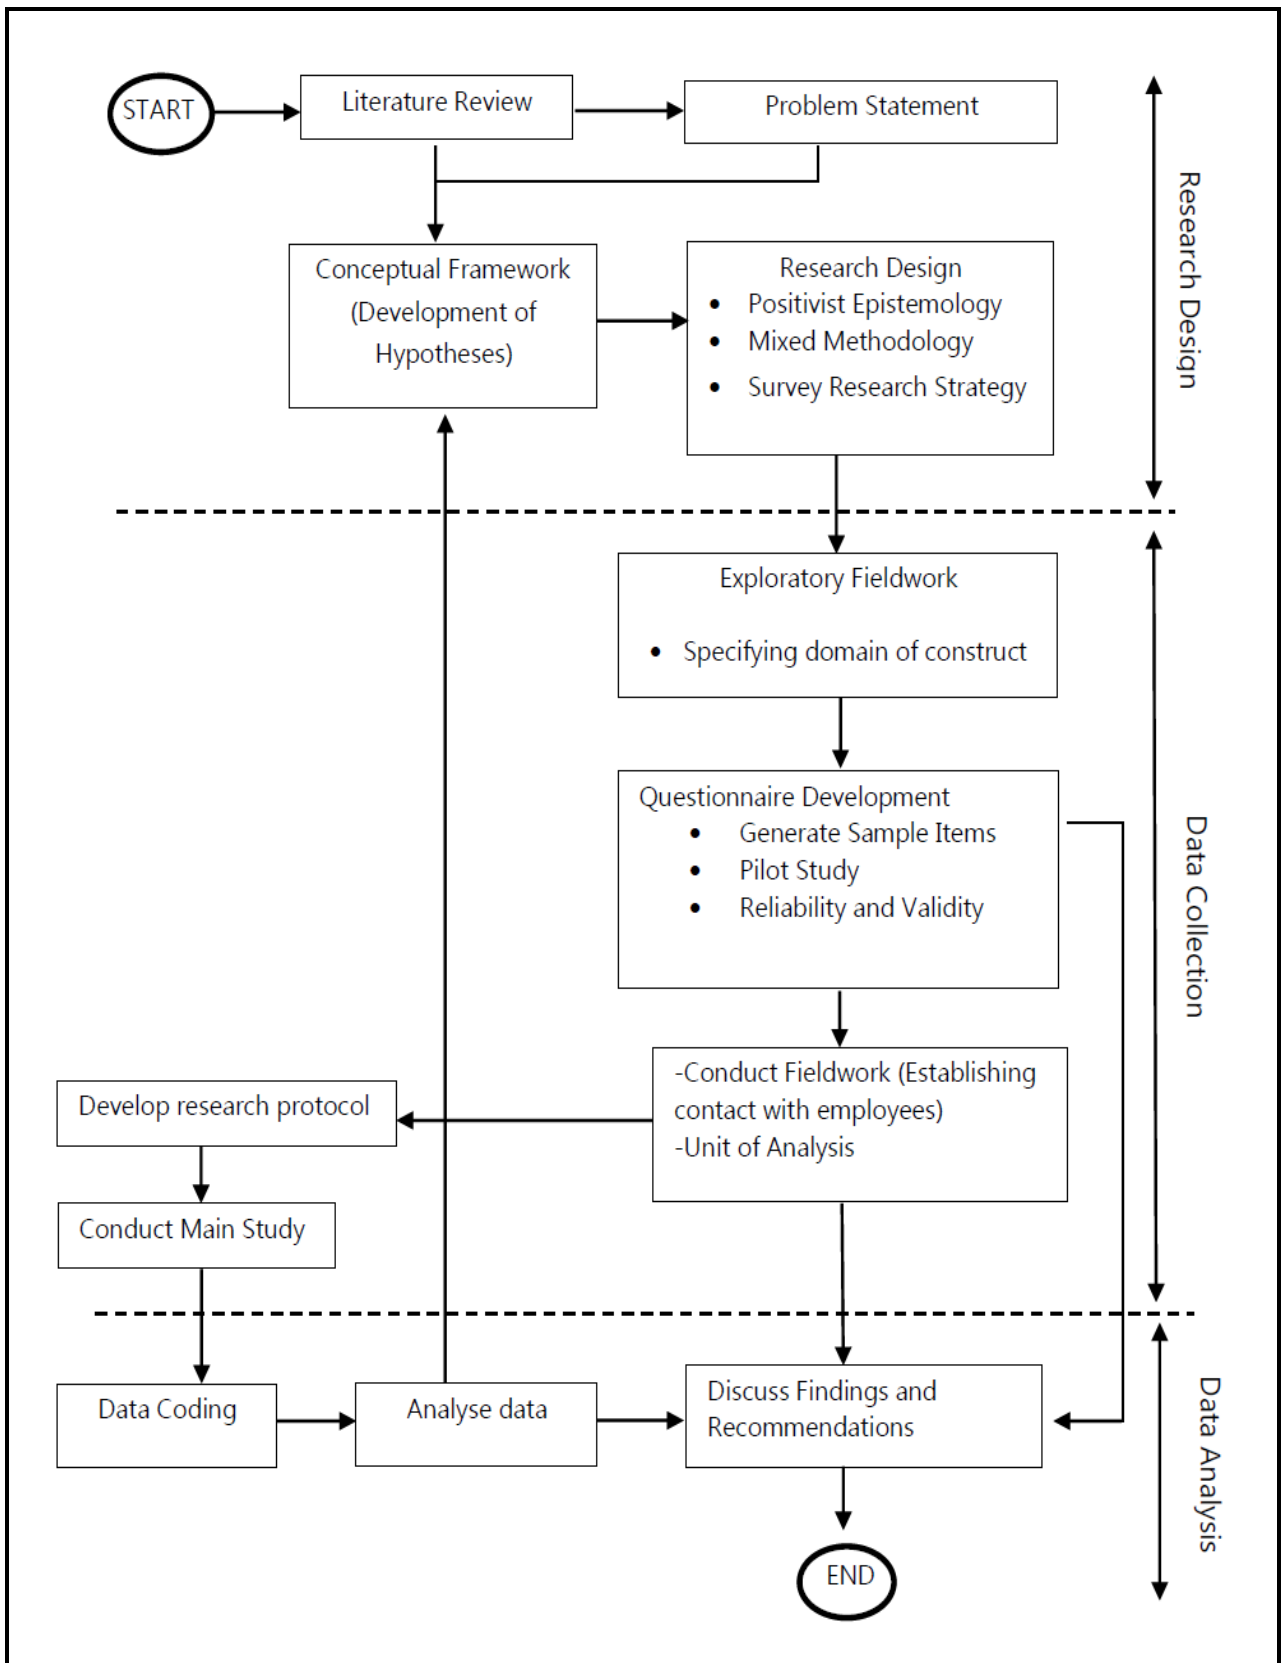 START
Literature Review
Problem Statement
Research Design
Conceptual Framework
(Development of
Hypotheses)
Research Design
• Positivist Epistemology
• Mixed Methodology
• Survey Research Strategy
Exploratory Fieldwork
• Specifying domain of construct
Questionnaire Development
• Generate Sample Items
• Pilot Study
• Reliability and Validity
Data Collection
-Conduct Fieldwork (Establishing
contact with employees)
-Unit of Analysis
Develop research protocol
Conduct Main Study
Data Coding
Analyse data
Discuss Findings and
Recommendations
Data Analysis
END